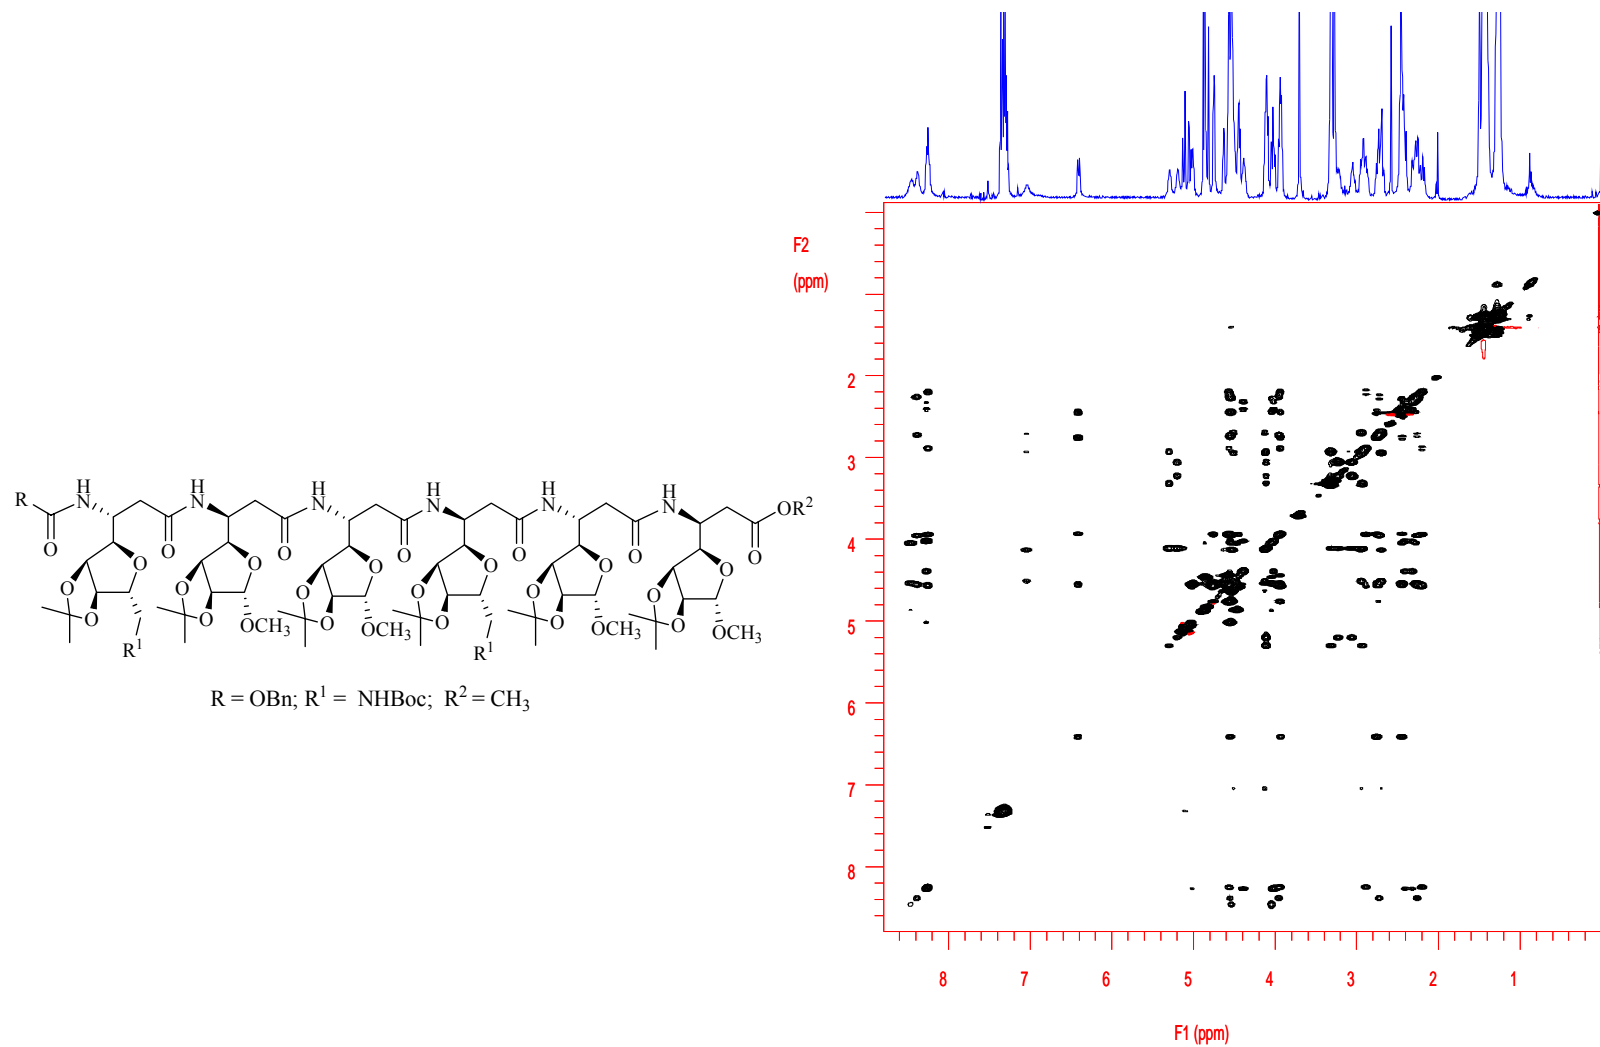 H H H H H H
R N N N N N N OR²
O O O O O O
O O O O O O
O O O O O O
O O O O O O
OCH₃ OCH₃ OCH₃ OCH₃
R¹ R¹
R = OBn; R¹ = NHBoc; R² = CH₃
F2
(ppm)
2
3
4
5
6
7
8
8 7 6 5 4 3 2 1
F1 (ppm)